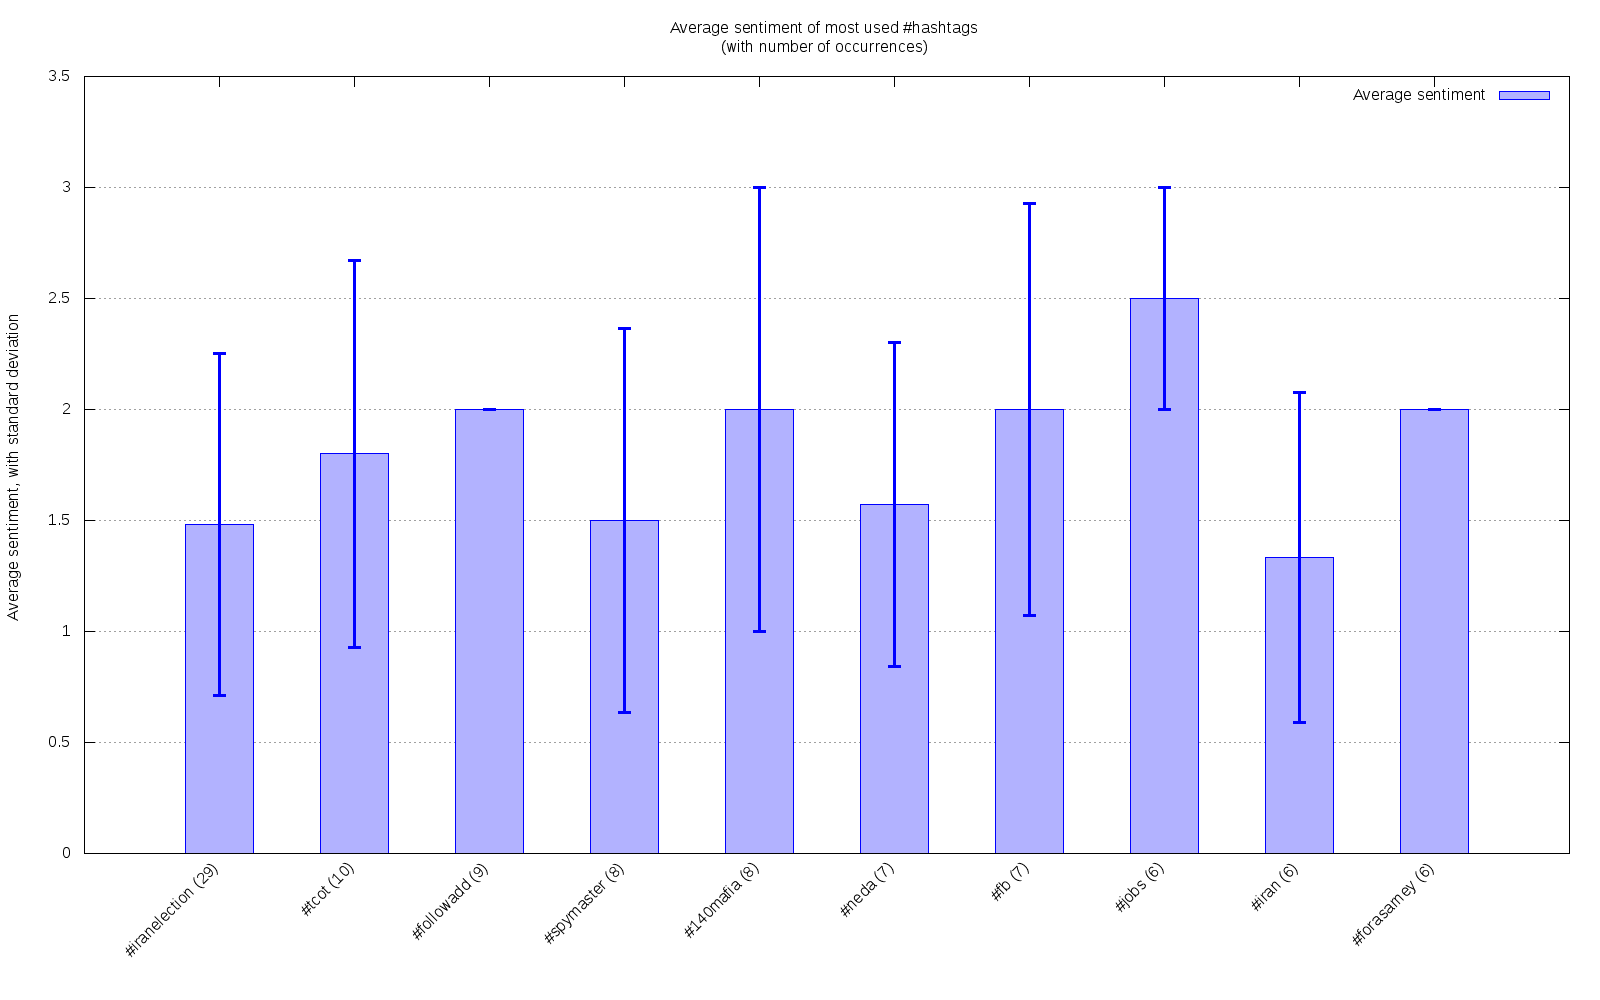 Average sentiment of most used #hashtags
(with number of occurrences)
Average sentiment
Average sentiment, with standard deviation
3.5
3
2.5
2
1.5
1
0.5
0
#iranelection (29)
#tcot (10)
#followadd (9)
#spymaster (8)
#140mafia (8)
#neda (7)
#fb (7)
#jobs (6)
#iran (6)
#forasarney (6)